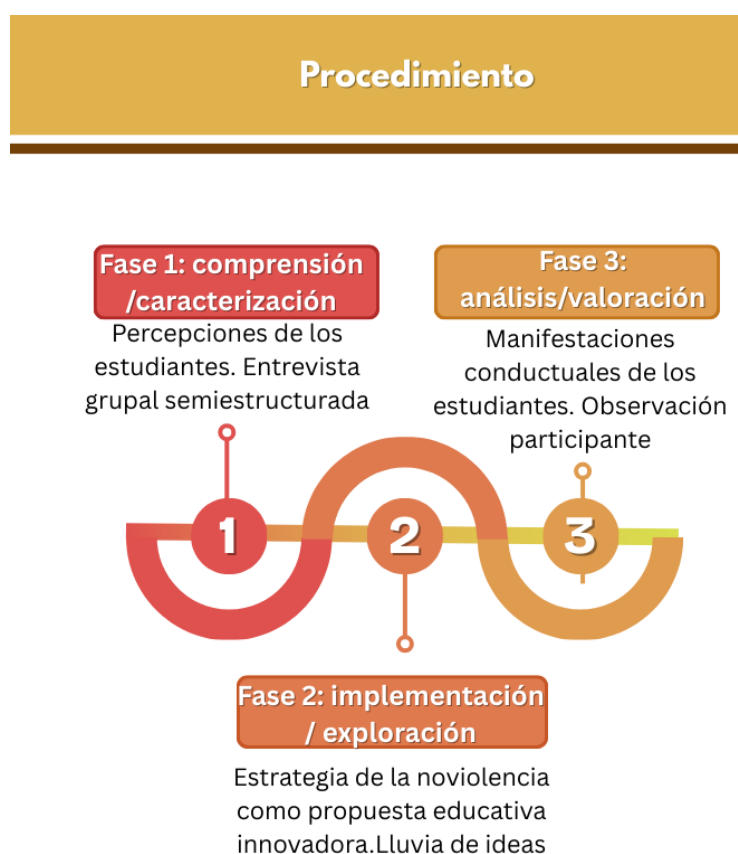 Procedimiento
Fase 1: comprensión
/caracterización
Percepciones de los
estudiantes. Entrevista
grupal semiestructurada
Fase 3:
análisis/valoración
Manifestaciones
conductuales de los
estudiantes. Observación
participante
1
2
3
Fase 2: implementación
/ exploración
Estrategia de la noviolencia
como propuesta educativa
innovadora.Lluvia de ideas